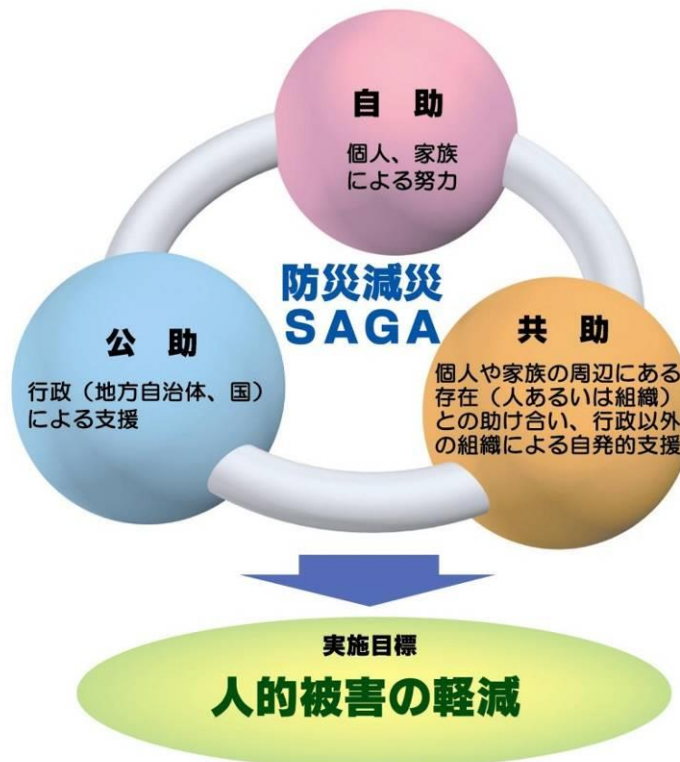 自　助
個人、家族
による努力
防災減災
SAGA
公　助
行政（地方自治体、国）
による支援
共　助
個人や家族の周辺にある
存在（人あるいは組織）
との助け合い、行政以外
の組織による自発的支援
実施目標
人的被害の軽減